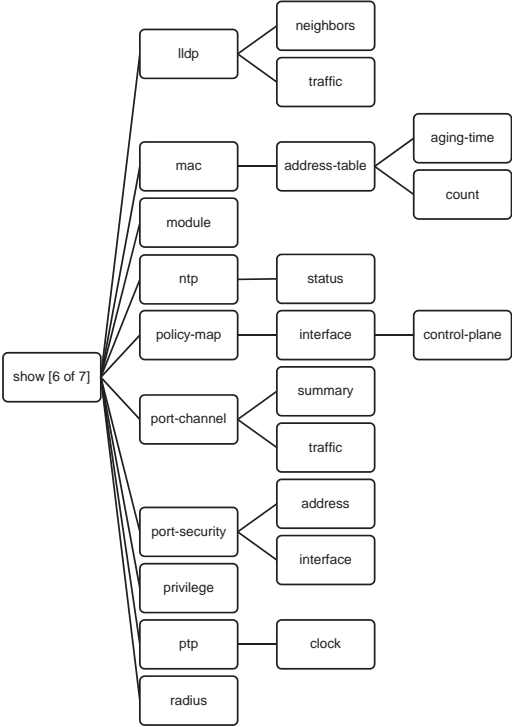 neighbors
lldp
traffic
aging-time
mac
address-table
count
module
ntp
status
policy-map
interface
control-plane
show [6 of 7]
summary
port-channel
traffic
address
port-security
interface
privilege
ptp
clock
radius